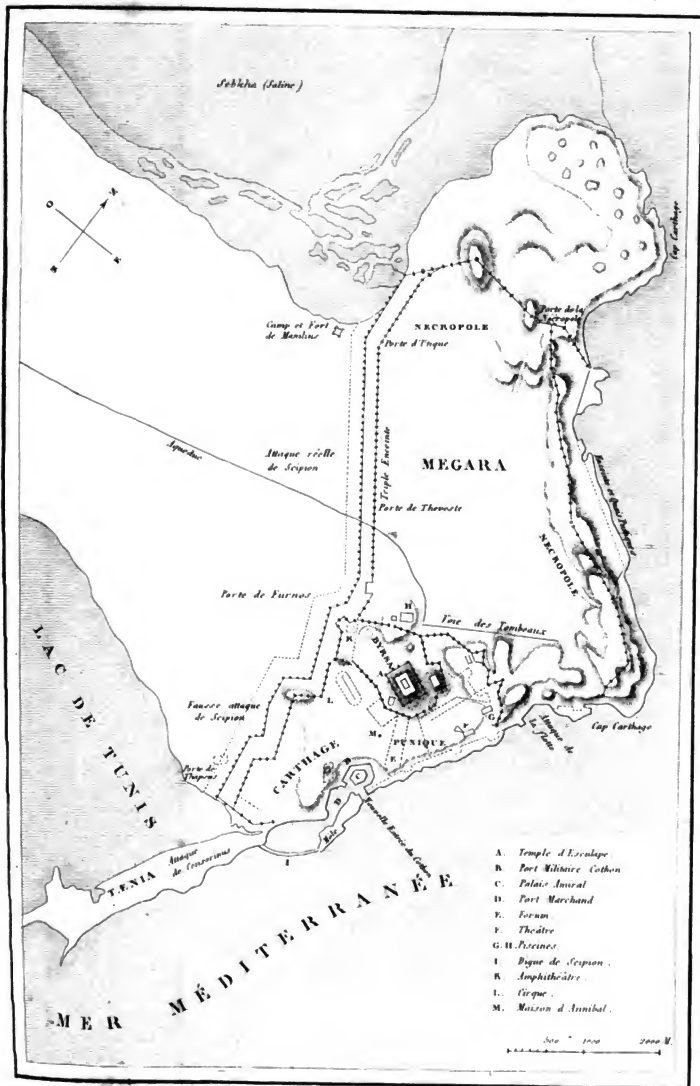 Sebkha (Saline)
N
O
S
E
Cap Carthage
Porte de la
Necropole
Camp et Fort
de Manilius
NECROPOLE
Porte d'Utique
Aqueduc
Attaque réelle
de Scipion
Triple Enceinte
MEGARA
Porte de Theveste
NECROPOLE
Porte de Furnos
H
Voie des Tombeaux
K
BYRSA
LAC DE TUNIS
Fausse attaque
de Scipion
L
M.
PUNIQUE
G
F
E
Attaque de
la flotte
Cap Carthage
Porte de
Thapsus
CARTHAGE
B
C
D
Nouvelle Entrée du Cothon
Mole
I
TÆNIA
Attaque
de Censorinus
MER MÉDITERRANÉE
A. Temple d'Esculape.
B. Port Militaire Cothon
C. Palais Amiral
D. Port Marchand
E. Forum.
F. Theâtre
G.H. Piscines.
I. Digue de Scipion.
K. Amphithéâtre.
L. Cirque.
M. Maison d'Annibal.
500 1000 2000 M.